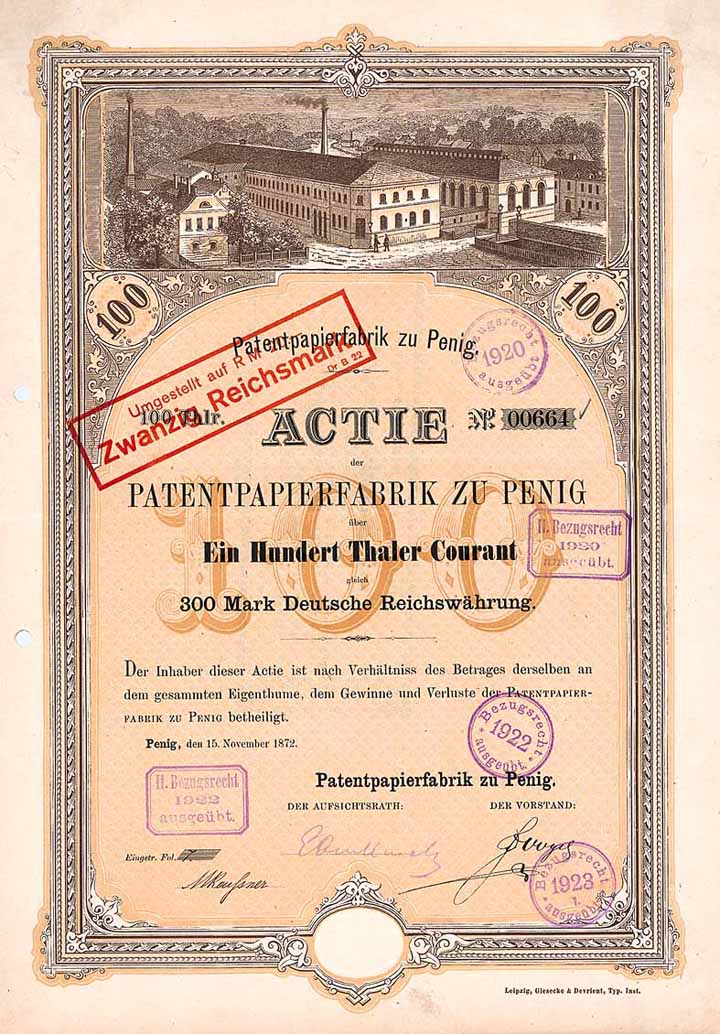 100
100
Patentpapierfabrik zu Penig.
Umgestellt auf RM 20.
Zwanzig Reichsmark
Dr B 22
Bezugsrecht
1920
ausgeübt
100 Thlr. ACTIE № 00664
der
PATENTPAPIERFABRIK ZU PENIG
über
Ein Hundert Thaler Courant
gleich
300 Mark Deutsche Reichswährung.
100
II. Bezugsrecht
1920
ausgeübt.
Der Inhaber dieser Actie ist nach Verhältniss des Betrages derselben an
dem gesammten Eigenthume, dem Gewinne und Verluste der PATENTPAPIER-
FABRIK ZU PENIG betheiligt.
Penig, den 15. November 1872.
Bezugsrecht
1922
ausgeübt.
II. Bezugsrecht
1922
ausgeübt.
Patentpapierfabrik zu Penig.
DER AUFSICHTSRATH: DER VORSTAND:
Eingetr. Fol.
Bezugsrecht
1923
ausgeübt
Leipzig, Giesecke & Devrient, Typ. Inst.